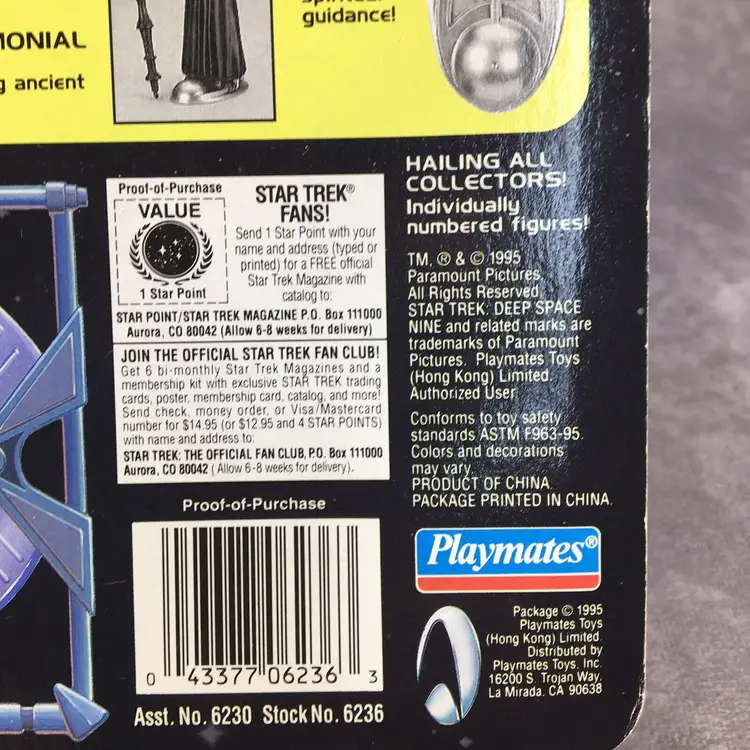 guidance!
ONIAL
ancient
Proof-of-Purchase
VALUE
1 Star Point
STAR TREK®
FANS!
Send 1 Star Point with your
name and address (typed or
printed) for a FREE official
Star Trek Magazine with
catalog to:
STAR POINT/STAR TREK MAGAZINE P.O. Box 111000
Aurora, CO 80042 (Allow 6-8 weeks for delivery)
JOIN THE OFFICIAL STAR TREK FAN CLUB!
Get 6 bi-monthly Star Trek Magazines and a
membership kit with exclusive STAR TREK trading
cards, poster, membership card, catalog, and more!
Send check, money order, or Visa/Mastercard
number for $14.95 (or $12.95 and 4 STAR POINTS)
with name and address to:
STAR TREK: THE OFFICIAL FAN CLUB, P.O. Box 111000
Aurora, CO 80042 (Allow 6-8 weeks for delivery).
Proof-of-Purchase
0 43377 06236 3
Asst. No. 6230 Stock No. 6236
HAILING ALL
COLLECTORS!
Individually
numbered figures!
TM, ® & © 1995
Paramount Pictures.
All Rights Reserved.
STAR TREK: DEEP SPACE
NINE and related marks are
trademarks of Paramount
Pictures. Playmates Toys
(Hong Kong) Limited.
Authorized User
Conforms to toy safety
standards ASTM F963-95.
Colors and decorations
may vary.
PRODUCT OF CHINA.
PACKAGE PRINTED IN CHINA.
Playmates®
Package © 1995
Playmates Toys
(Hong Kong) Limited.
Distributed by
Playmates Toys, Inc.
16200 S. Trojan Way,
La Mirada, CA 90638